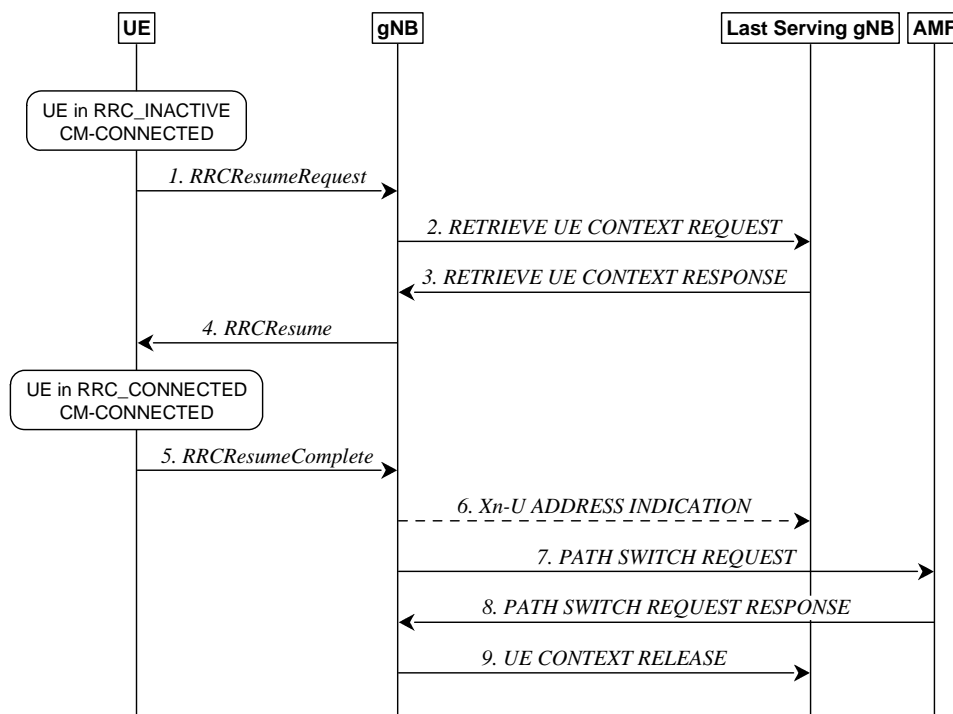 UE
gNB
Last Serving gNB
AMF
UE in RRC_INACTIVE
CM-CONNECTED
1. RRCResumeRequest
2. RETRIEVE UE CONTEXT REQUEST
3. RETRIEVE UE CONTEXT RESPONSE
4. RRCResume
UE in RRC_CONNECTED
CM-CONNECTED
5. RRCResumeComplete
6. Xn-U ADDRESS INDICATION
7. PATH SWITCH REQUEST
8. PATH SWITCH REQUEST RESPONSE
9. UE CONTEXT RELEASE